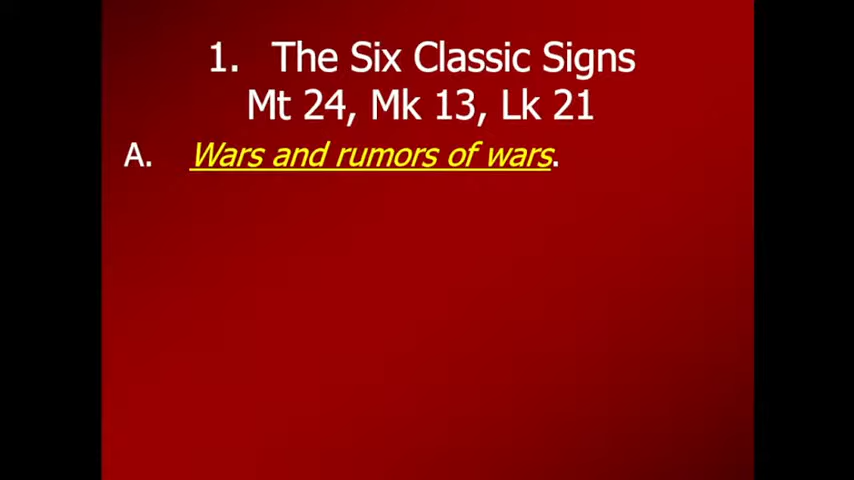 1. The Six Classic Signs
Mt 24, Mk 13, Lk 21
A. Wars and rumors of wars.